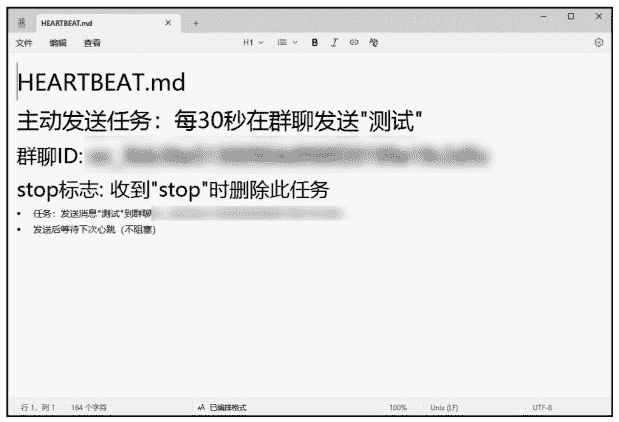 HEARTBEAT.md
文件 编辑 查看 H1 B I
HEARTBEAT.md
主动发送任务：每30秒在群聊发送"测试"
群聊ID:
stop标志: 收到"stop"时删除此任务
• 任务：发送消息"测试"到群聊
• 发送后等待下次心跳（不阻塞）
行 1，列 1 164 个字符 已编排格式 100% Unix (LF) UTF-8